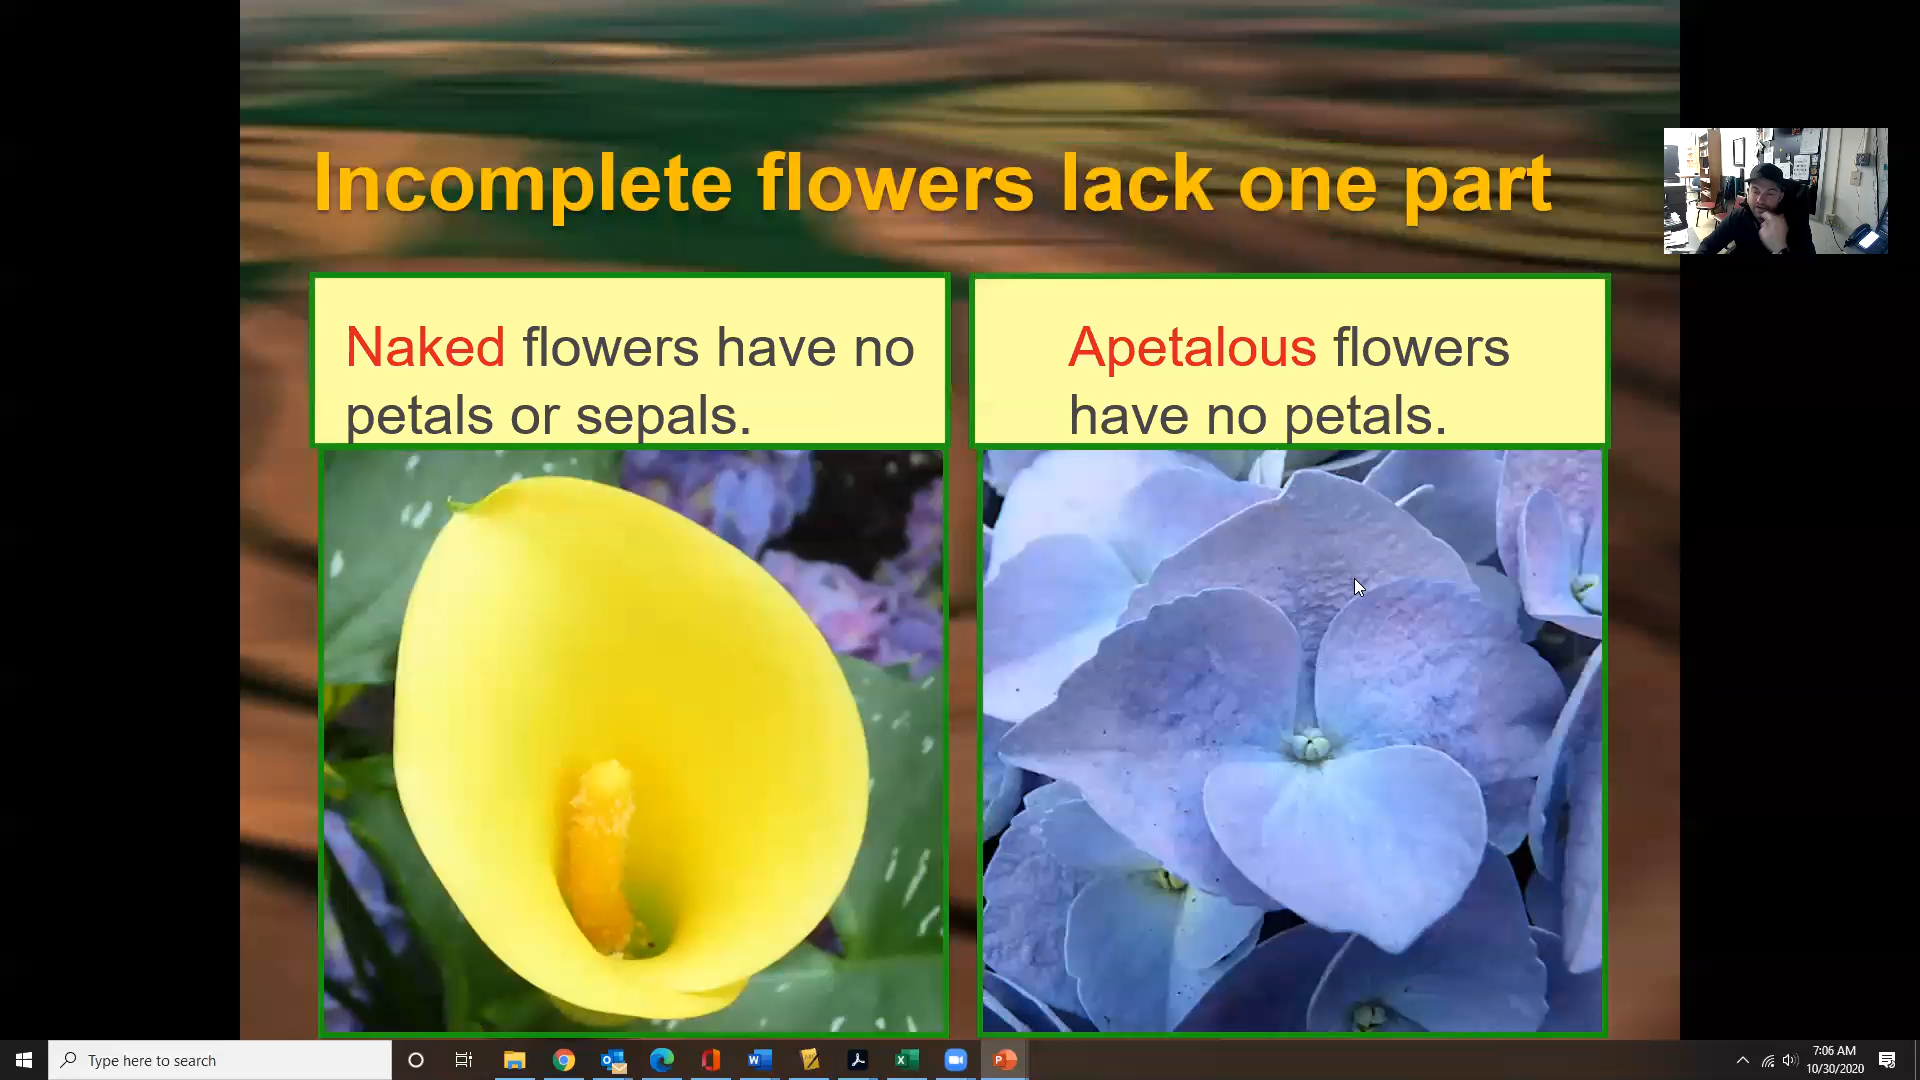 Incomplete flowers lack one part
Naked flowers have no
petals or sepals.
Apetalous flowers
have no petals.
Type here to search
7:06 AM
10/30/2020